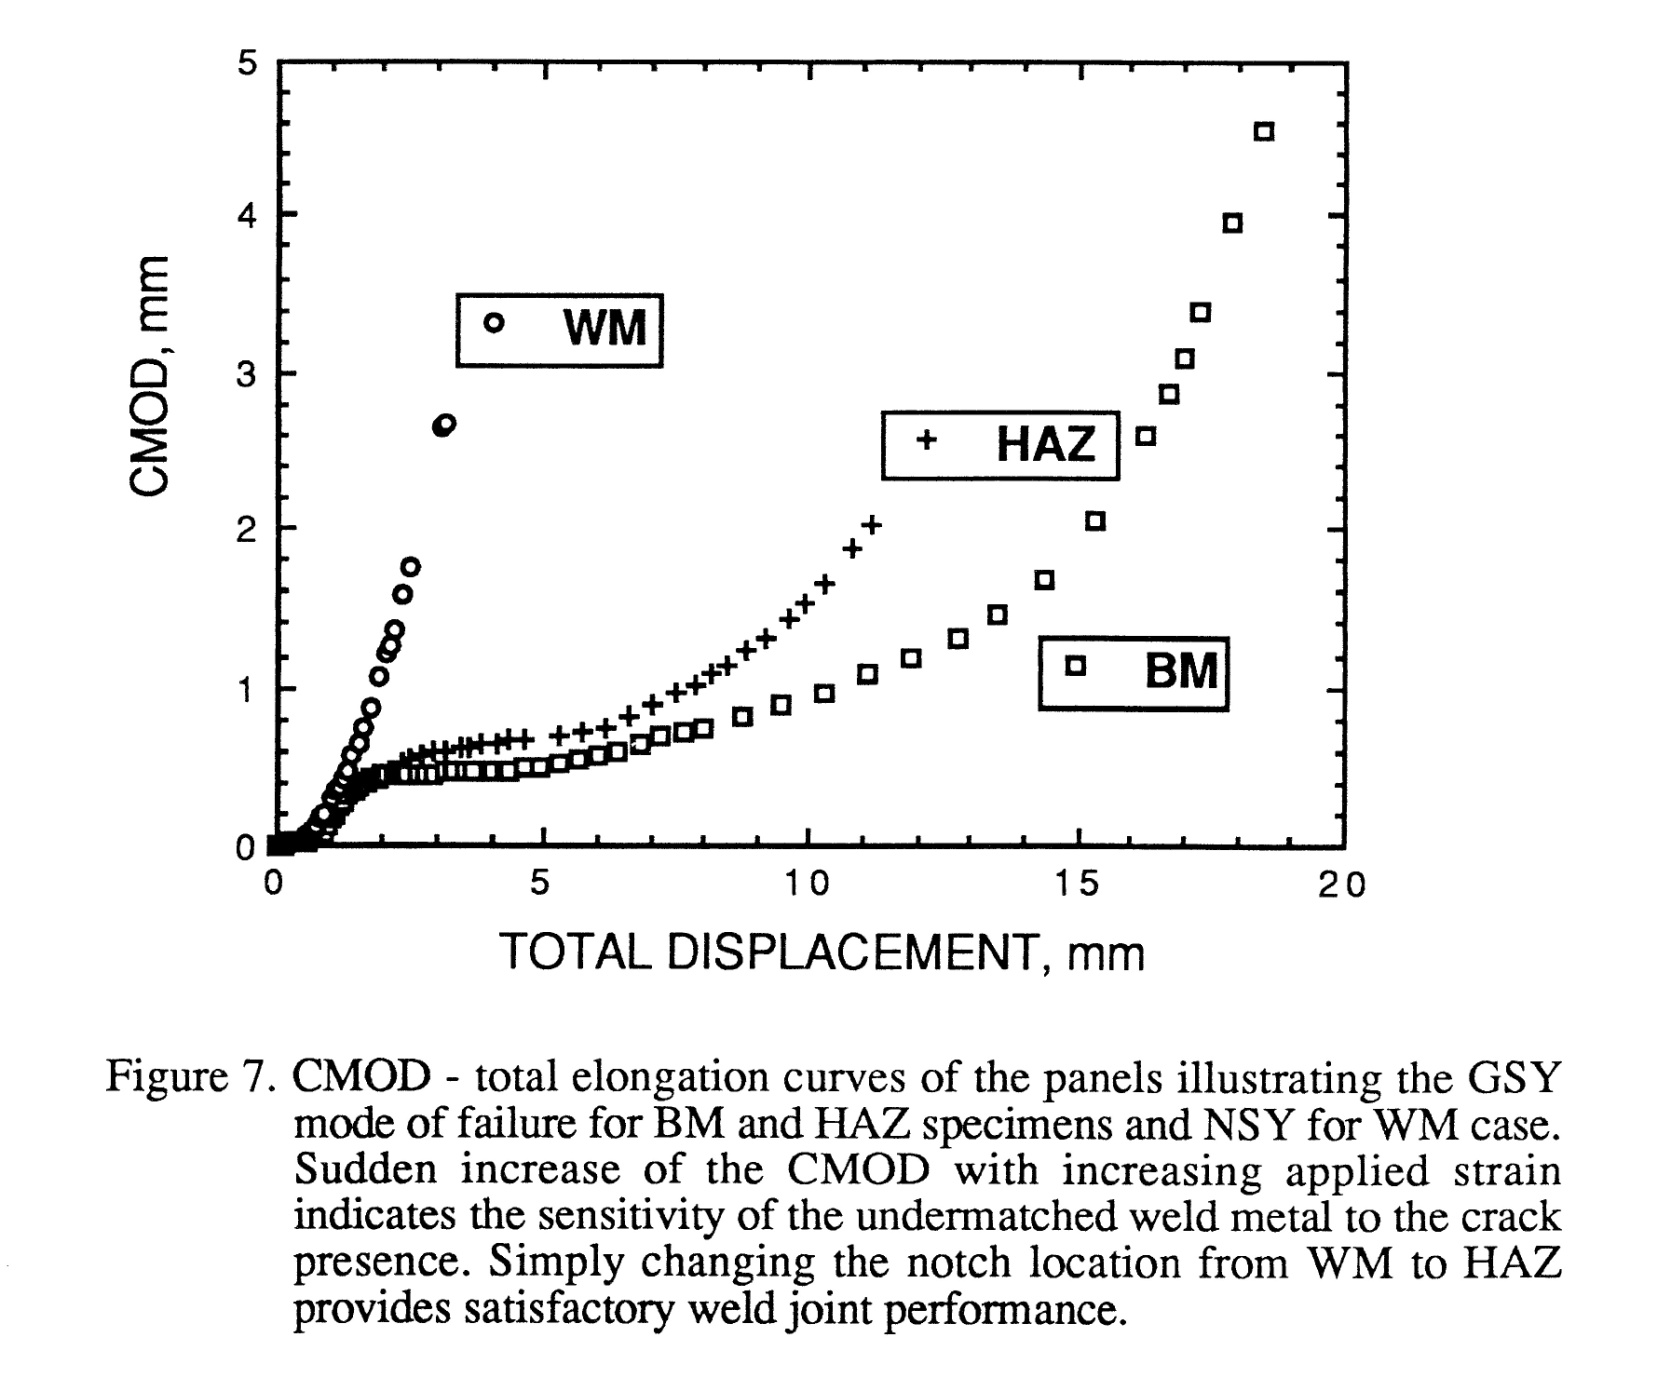 5
4
3
2
1
0
CMOD, mm
WM
HAZ
BM
0 5 10 15 20
TOTAL DISPLACEMENT, mm
Figure 7. CMOD - total elongation curves of the panels illustrating the GSY
mode of failure for BM and HAZ specimens and NSY for WM case.
Sudden increase of the CMOD with increasing applied strain
indicates the sensitivity of the undermatched weld metal to the crack
presence. Simply changing the notch location from WM to HAZ
provides satisfactory weld joint performance.